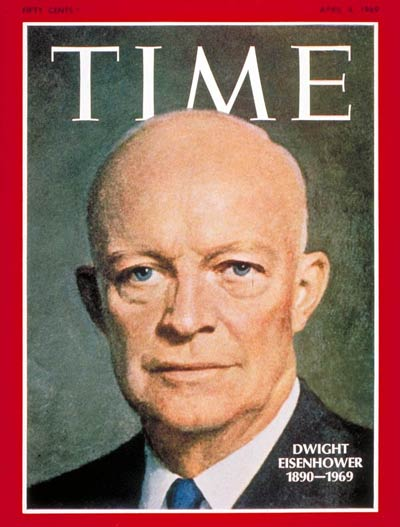 FIFTY CENTS
APRIL 4, 1969
TIME
DWIGHT
EISENHOWER
1890—1969